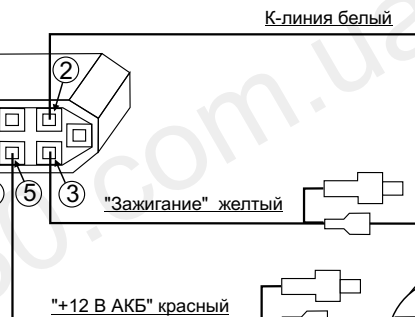 К-линия белый
2
5
3
"Зажигание" желтый
"+12 В АКБ" красный